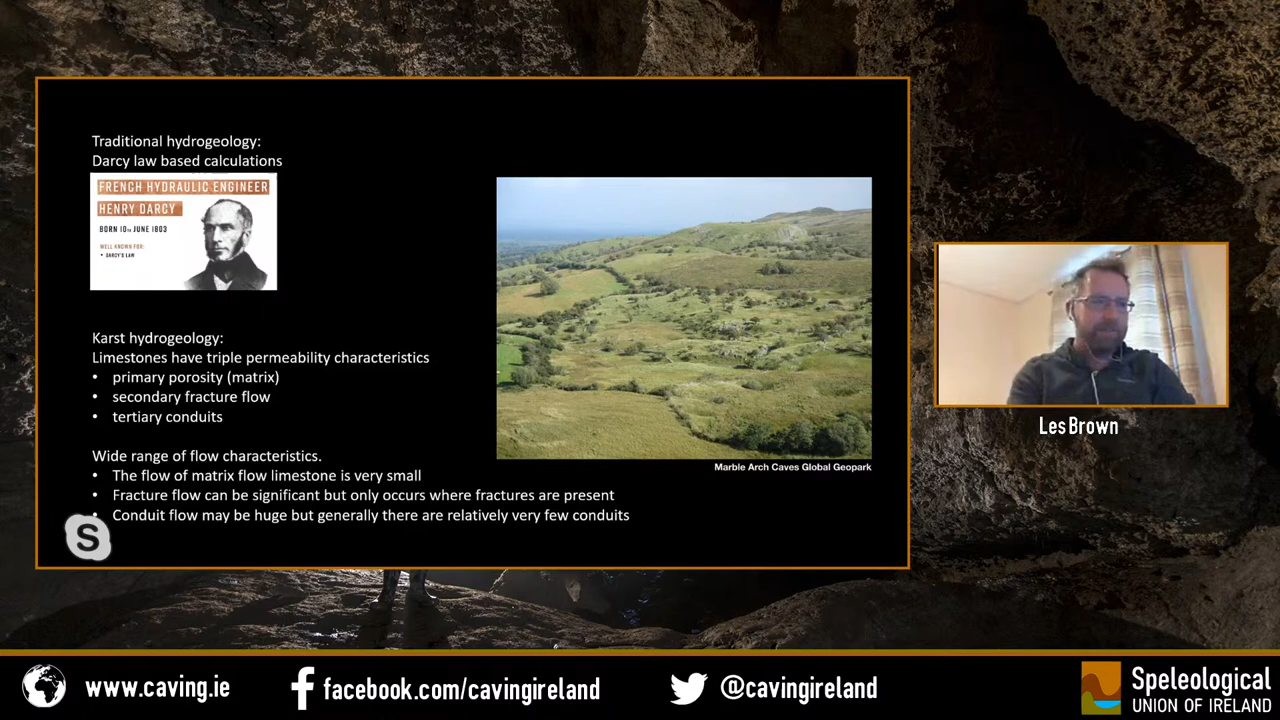 Traditional hydrogeology:
Darcy law based calculations
FRENCH HYDRAULIC ENGINEER
HENRY DARCY
BORN 10TH JUNE 1803
WELL KNOWN FOR:
• DARCY'S LAW
Karst hydrogeology:
Limestones have triple permeability characteristics
• primary porosity (matrix)
• secondary fracture flow
• tertiary conduits
Wide range of flow characteristics.
• The flow of matrix flow limestone is very small
• Fracture flow can be significant but only occurs where fractures are present
• Conduit flow may be huge but generally there are relatively very few conduits
S
Marble Arch Caves Global Geopark
Les Brown
www.caving.ie
facebook.com/cavingireland
@cavingireland
Speleological
UNION OF IRELAND